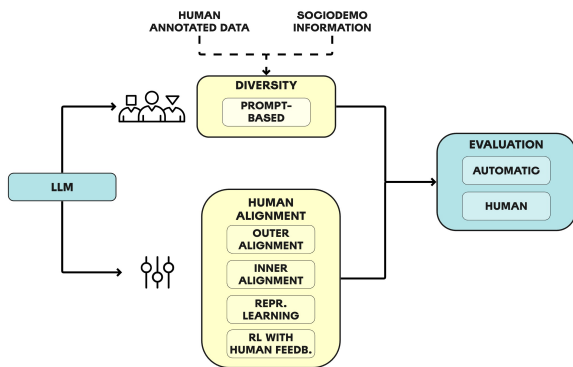 HUMAN
ANNOTATED DATA
SOCIODEMO
INFORMATION
DIVERSITY
PROMPT-
BASED
LLM
HUMAN
ALIGNMENT
OUTER
ALIGNMENT
INNER
ALIGNMENT
REPR.
LEARNING
RL WITH
HUMAN FEEDB.
EVALUATION
AUTOMATIC
HUMAN